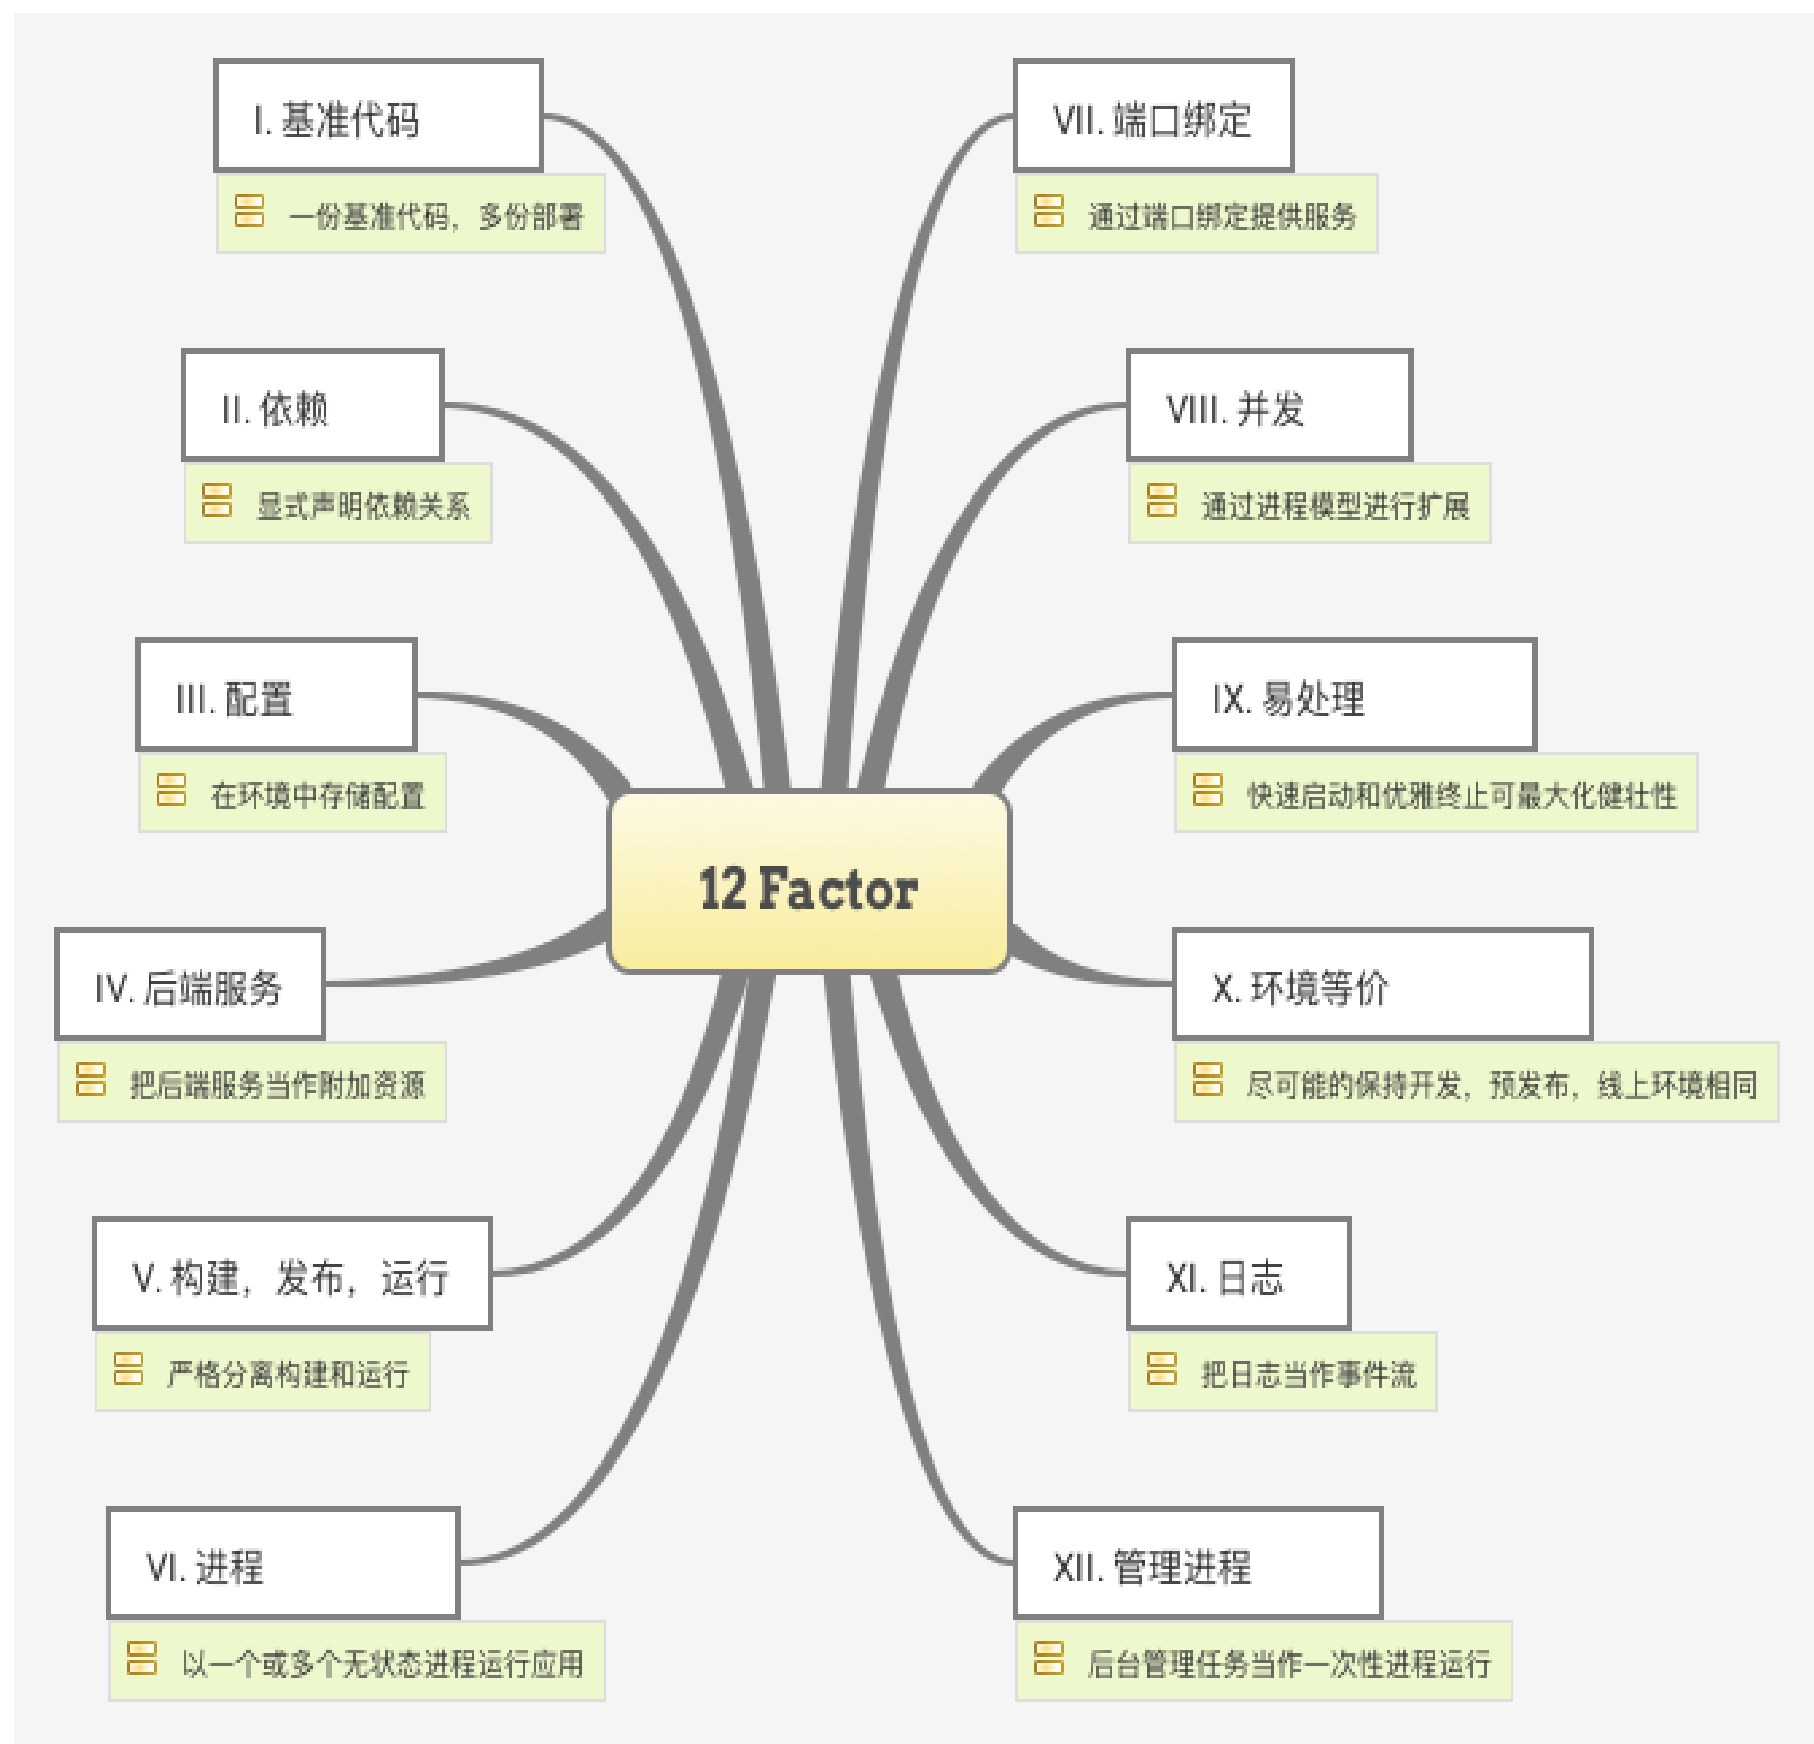 I. 基准代码
一份基准代码，多份部署
II. 依赖
显式声明依赖关系
III. 配置
在环境中存储配置
IV. 后端服务
把后端服务当作附加资源
V. 构建，发布，运行
严格分离构建和运行
VI. 进程
以一个或多个无状态进程运行应用
12 Factor
VII. 端口绑定
通过端口绑定提供服务
VIII. 并发
通过进程模型进行扩展
IX. 易处理
快速启动和优雅终止可最大化健壮性
X. 环境等价
尽可能的保持开发，预发布，线上环境相同
XI. 日志
把日志当作事件流
XII. 管理进程
后台管理任务当作一次性进程运行